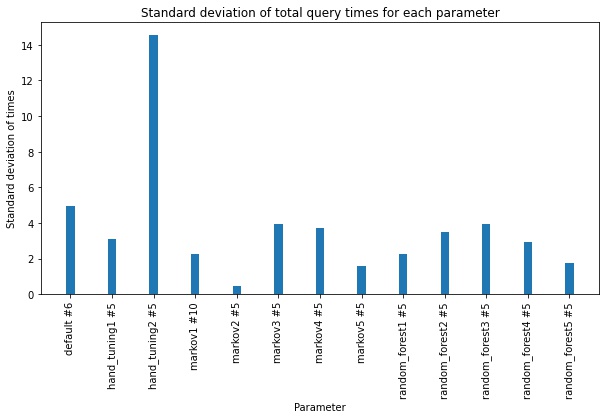 Standard deviation of total query times for each parameter
Standard deviation of times
14
12
10
8
6
4
2
0
default #6
hand_tuning1 #5
hand_tuning2 #5
markov1 #10
markov2 #5
markov3 #5
markov4 #5
markov5 #5
random_forest1 #5
random_forest2 #5
random_forest3 #5
random_forest4 #5
random_forest5 #5
Parameter